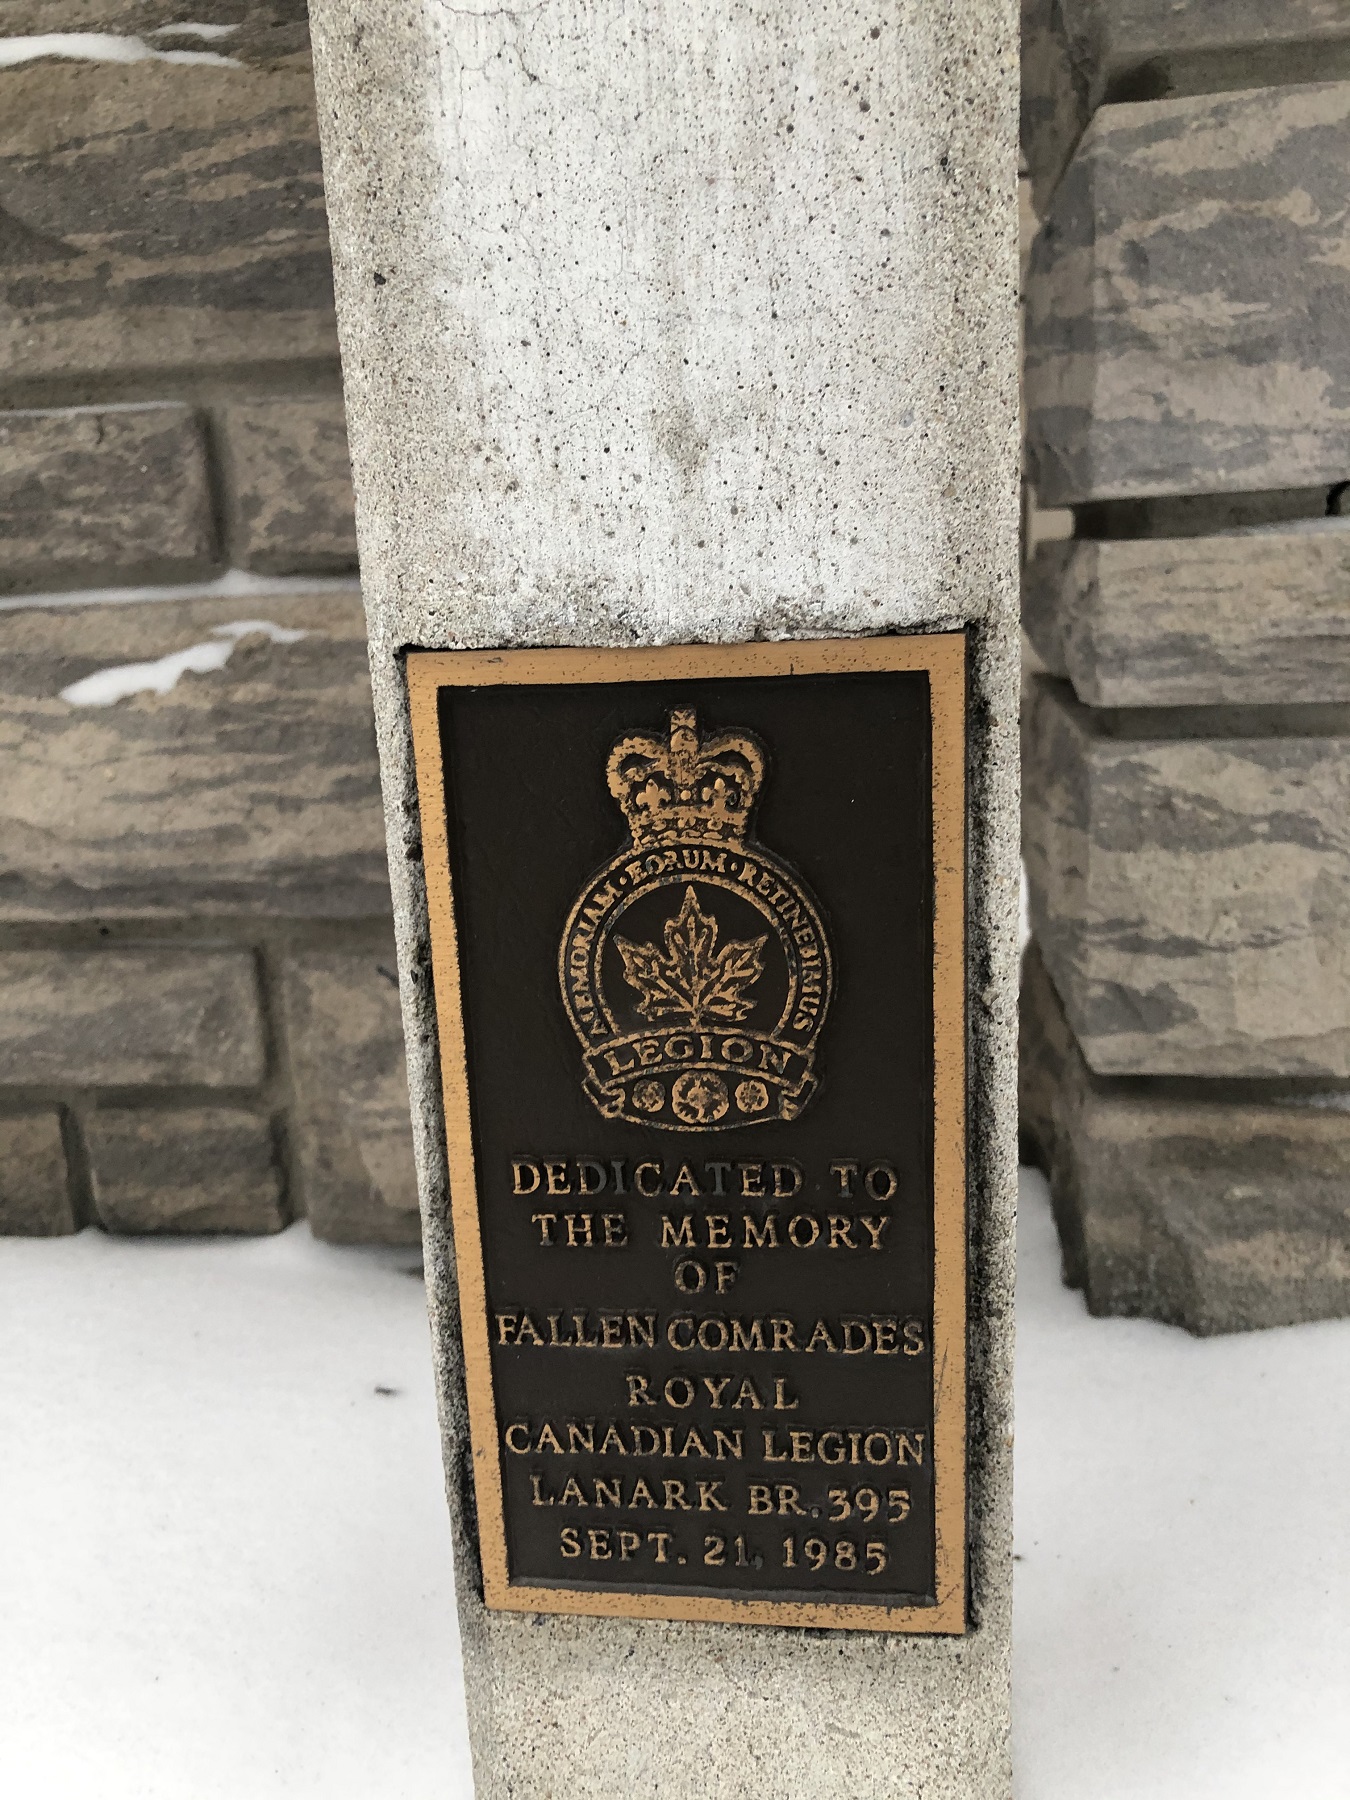 MEMORIAM · EORUM · RETINEBIMUS
LEGION
DEDICATED TO
THE MEMORY
OF
FALLEN COMRADES
ROYAL
CANADIAN LEGION
LANARK BR. 395
SEPT. 21, 1985